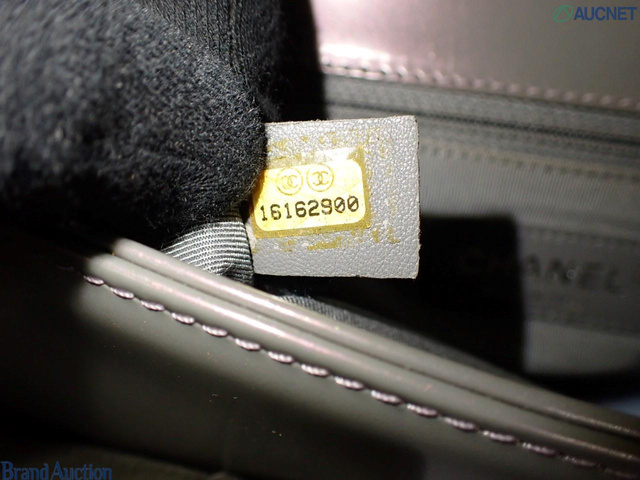 AUCNET
16162900
CHANEL
Brand Auction